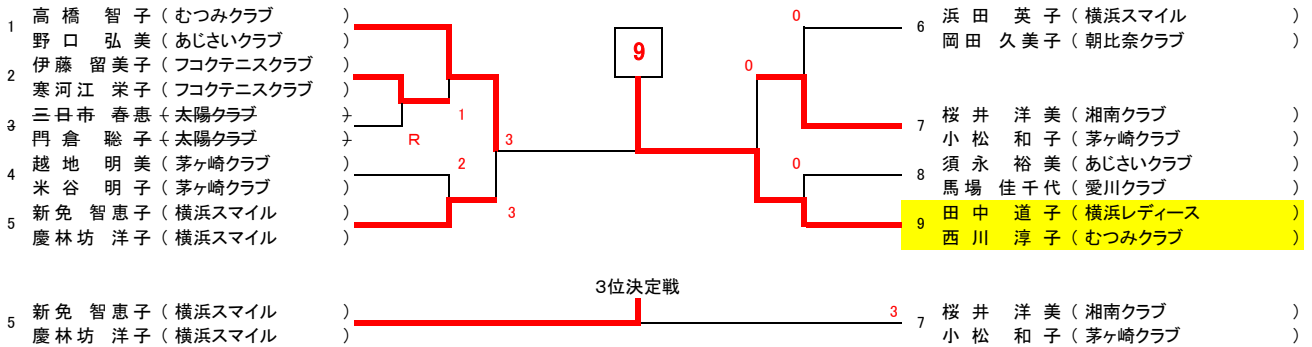 1 高橋 智子 ( むつみクラブ )
野口 弘美 ( あじさいクラブ )
2 伊藤 留美子 ( フコクテニスクラブ )
寒河江 栄子 ( フコクテニスクラブ )
3 三日市 春恵 ( 太陽クラブ )
門倉 聡子 ( 太陽クラブ )
4 越地 明美 ( 茅ヶ崎クラブ )
米谷 明子 ( 茅ヶ崎クラブ )
5 新免 智恵子 ( 横浜スマイル )
慶林坊 洋子 ( 横浜スマイル )
1
R
3
2
3
9
0
0
0
6 浜田 英子 ( 横浜スマイル )
岡田 久美子 ( 朝比奈クラブ )
7 桜井 洋美 ( 湘南クラブ )
小松 和子 ( 茅ヶ崎クラブ )
8 須永 裕美 ( あじさいクラブ )
馬場 佳千代 ( 愛川クラブ )
9 田中 道子 ( 横浜レディース )
西川 淳子 ( むつみクラブ )
3位決定戦
5 新免 智恵子 ( 横浜スマイル )
慶林坊 洋子 ( 横浜スマイル )
3
7 桜井 洋美 ( 湘南クラブ )
小松 和子 ( 茅ヶ崎クラブ )